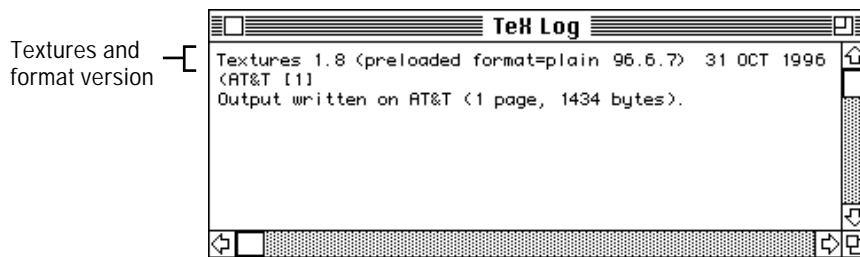 TeX Log
Textures and
format version
Textures 1.8 (preloaded format=plain 96.6.7) 31 OCT 1996
(AT&T [1]
Output written on AT&T (1 page, 1434 bytes).